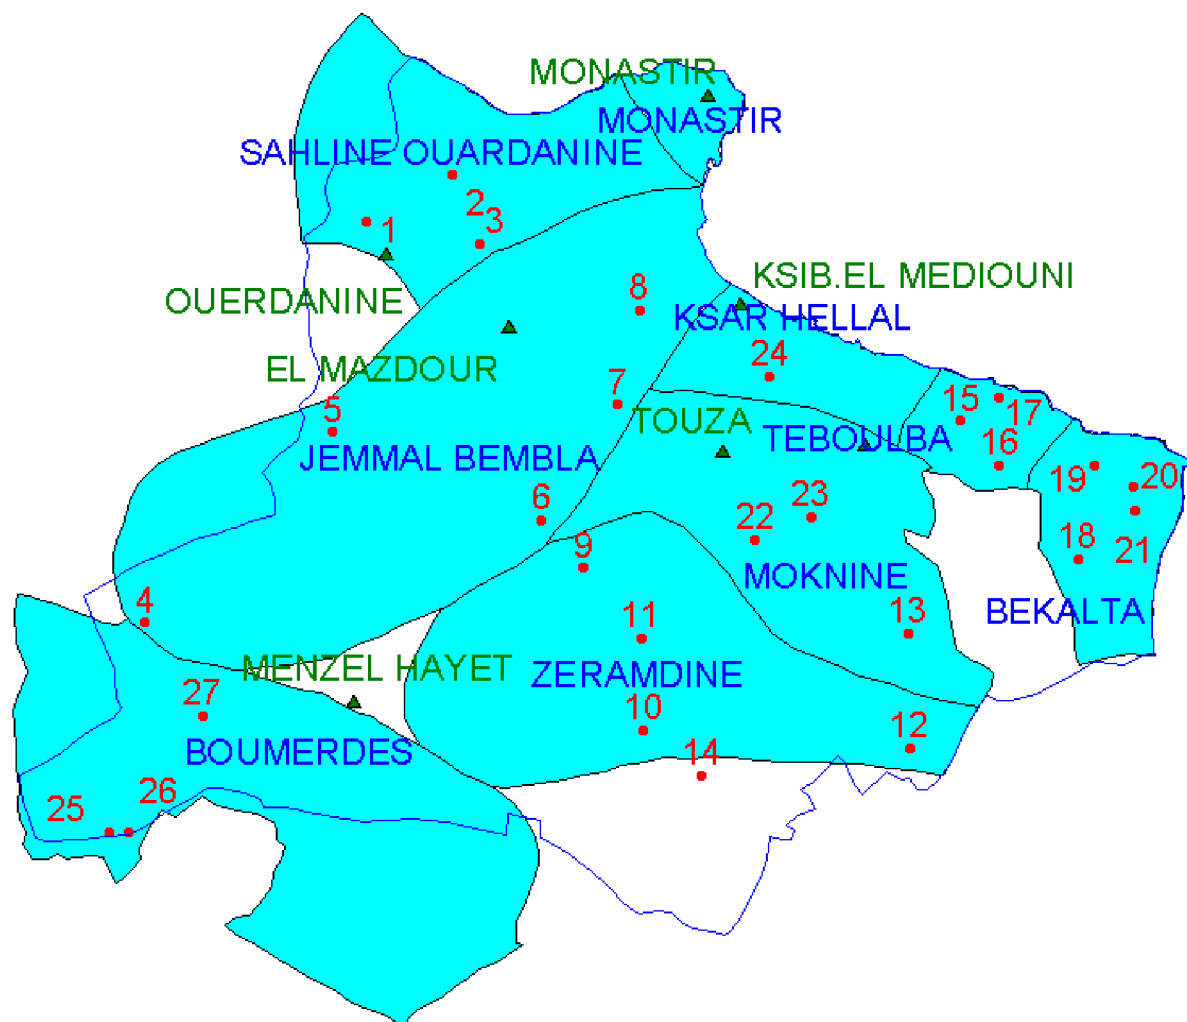 MONASTIR
MONASTIR
SAHLINE OUARDANINE
2
1
3
KSIB.EL MEDIOUNI
OUERDANINE
8
KSAR HELLAL
EL MAZDOUR
24
7
5
15
17
TOUZA
TEBOULBA
JEMMAL BEMBLA
16
19
20
6
23
22
18
21
9
MOKNINE
4
13
BEKALTA
11
MENZEL HAYET
ZERAMDINE
27
10
12
BOUMERDES
14
25
26